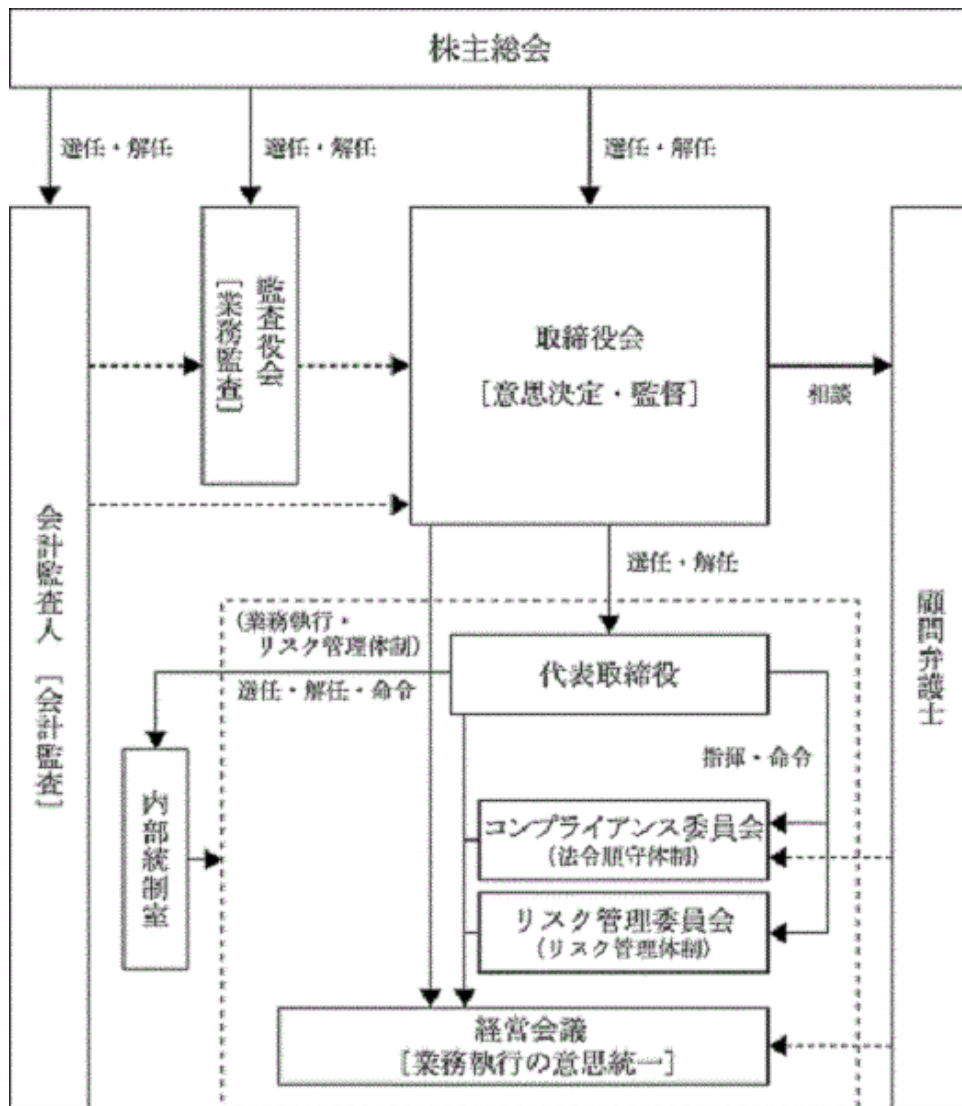 株主総会
選任・解任
選任・解任
選任・解任
監査役会
[業務監査]
取締役会
[意思決定・監督]
相談
会計監査人 [会計監査]
選任・解任
顧問弁護士
(業務執行・
リスク管理体制)
代表取締役
選任・解任・命令
指揮・命令
内部統制室
コンプライアンス委員会
(法令順守体制)
リスク管理委員会
(リスク管理体制)
経営会議
[業務執行の意思統一]